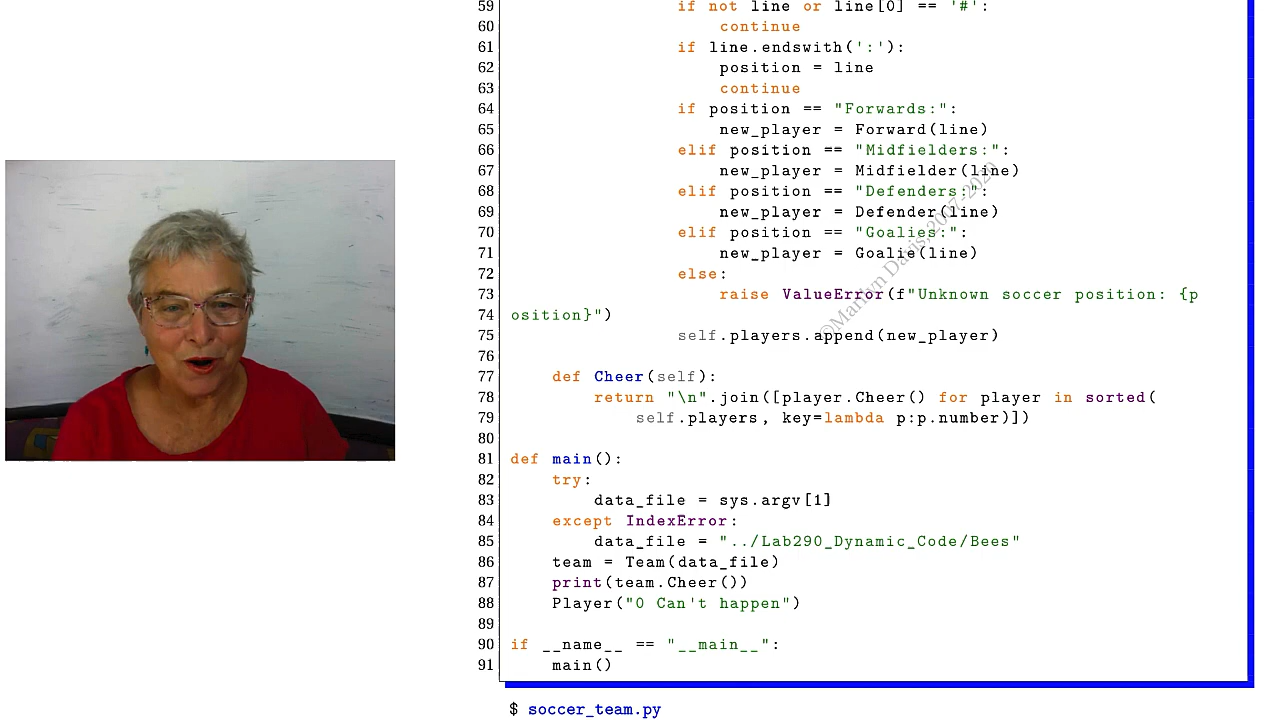 59 if not line or line[0] == '#':
60 continue
61 if line.endswith(':'):
62 position = line
63 continue
64 if position == "Forwards:":
65 new_player = Forward(line)
66 elif position == "Midfielders:":
67 new_player = Midfielder(line)
68 elif position == "Defenders:":
69 new_player = Defender(line)
70 elif position == "Goalies:":
71 new_player = Goalie(line)
72 else:
73 raise ValueError(f"Unknown soccer position: {p
74 osition}")
75 self.players.append(new_player)
76
77 def Cheer(self):
78 return "\n".join([player.Cheer() for player in sorted(
79 self.players, key=lambda p:p.number)])
80
81 def main():
82 try:
83 data_file = sys.argv[1]
84 except IndexError:
85 data_file = "../Lab290_Dynamic_Code/Bees"
86 team = Team(data_file)
87 print(team.Cheer())
88 Player("0 Can't happen")
89
90 if __name__ == "__main__":
91 main()
$ soccer_team.py
©Marilyn Davis, 2007-2020